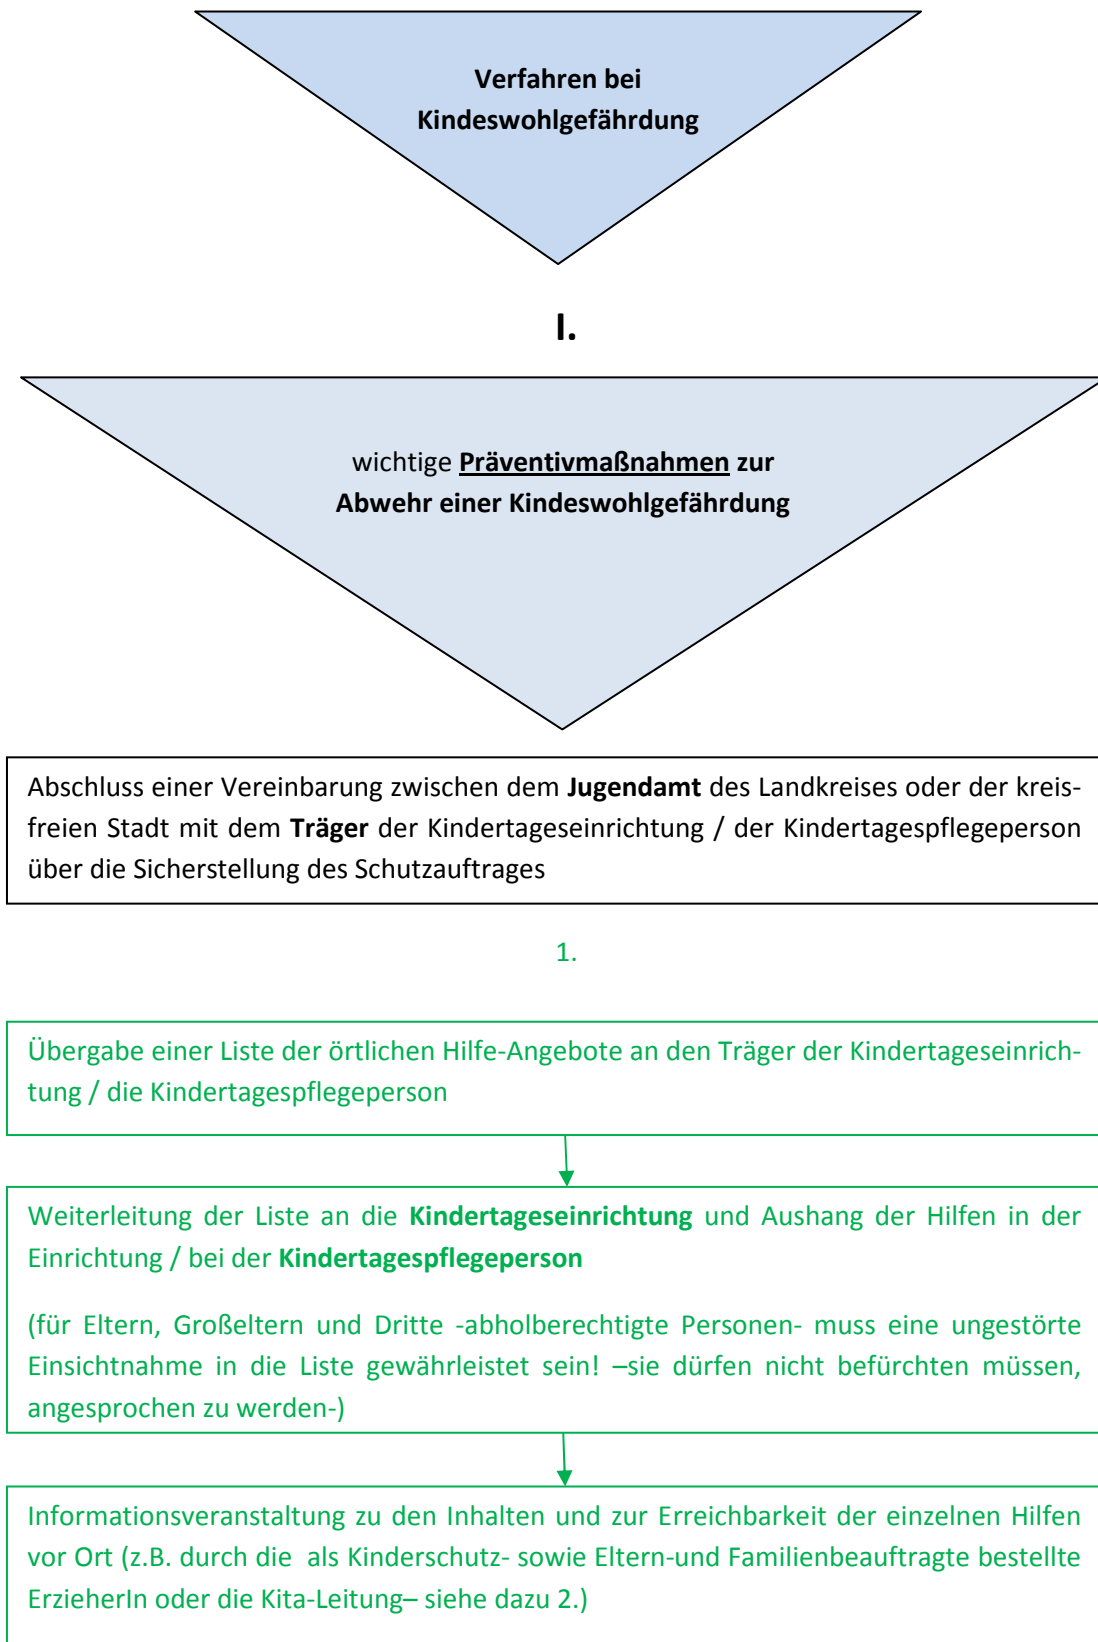 Verfahren bei
Kindeswohlgefährdung
I.
wichtige Präventivmaßnahmen zur
Abwehr einer Kindeswohlgefährdung
Abschluss einer Vereinbarung zwischen dem Jugendamt des Landkreises oder der kreis-
freien Stadt mit dem Träger der Kindertageseinrichtung / der Kindertagespflegeperson
über die Sicherstellung des Schutzauftrages
1.
Übergabe einer Liste der örtlichen Hilfe-Angebote an den Träger der Kindertageseinrich-
tung / die Kindertagespflegeperson
Weiterleitung der Liste an die Kindertageseinrichtung und Aushang der Hilfen in der
Einrichtung / bei der Kindertagespflegeperson
(für Eltern, Großeltern und Dritte -abholberechtigte Personen- muss eine ungestörte
Einsichtnahme in die Liste gewährleistet sein! –sie dürfen nicht befürchten müssen,
angesprochen zu werden-)
Informationsveranstaltung zu den Inhalten und zur Erreichbarkeit der einzelnen Hilfen
vor Ort (z.B. durch die als Kinderschutz- sowie Eltern-und Familienbeauftragte bestellte
ErzieherIn oder die Kita-Leitung– siehe dazu 2.)